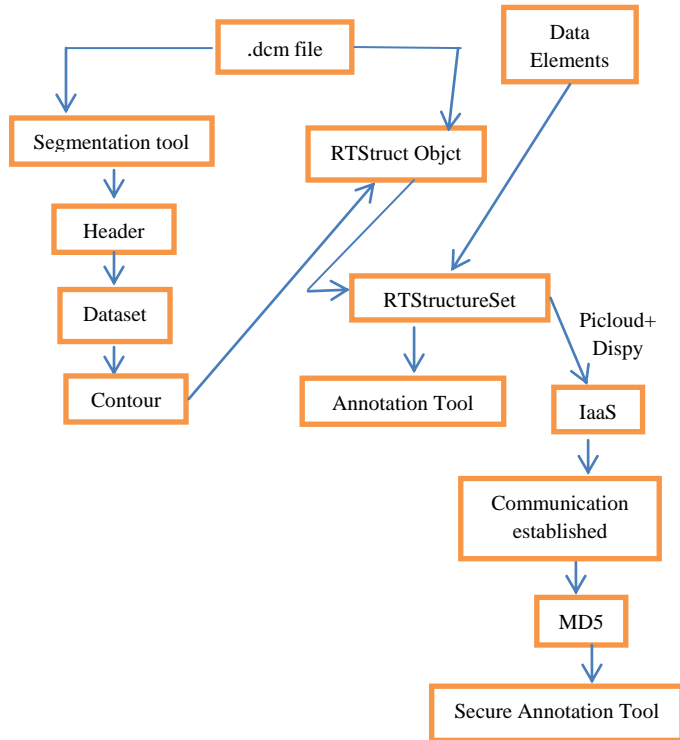 .dcm file
Data
Elements
Segmentation tool
RTStruct Objct
Header
Dataset
RTStructureSet
Picloud+
Dispy
Contour
Annotation Tool
IaaS
Communication
established
MD5
Secure Annotation Tool